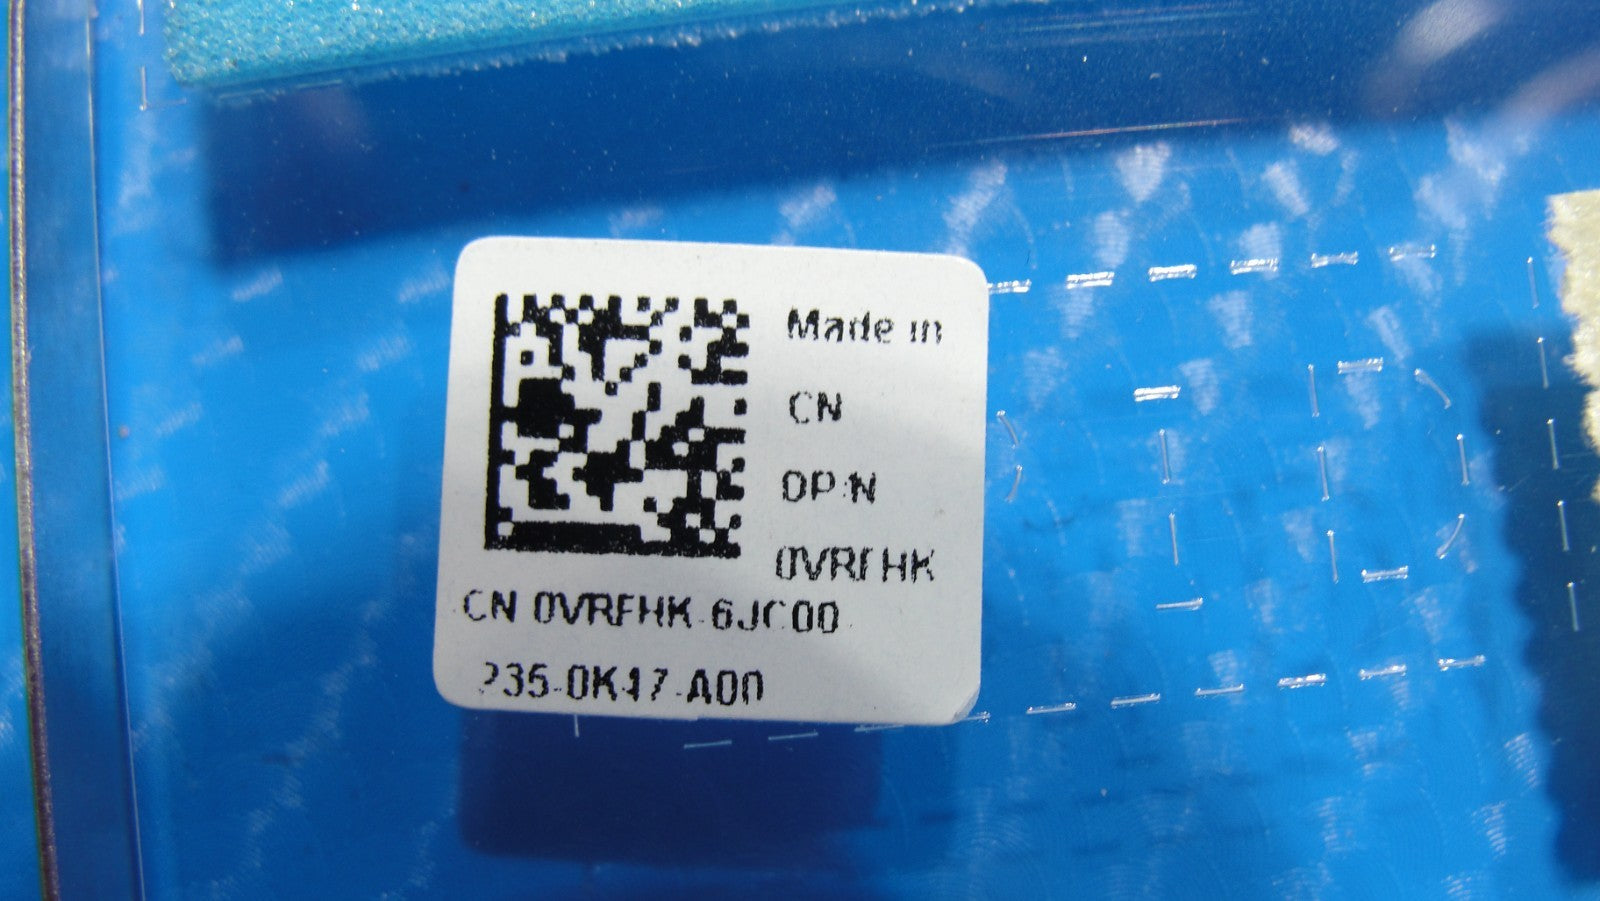 Made in
CN
DP/N
0VRFHK
CN 0VRFHK-6JC00
235-0K47-A00